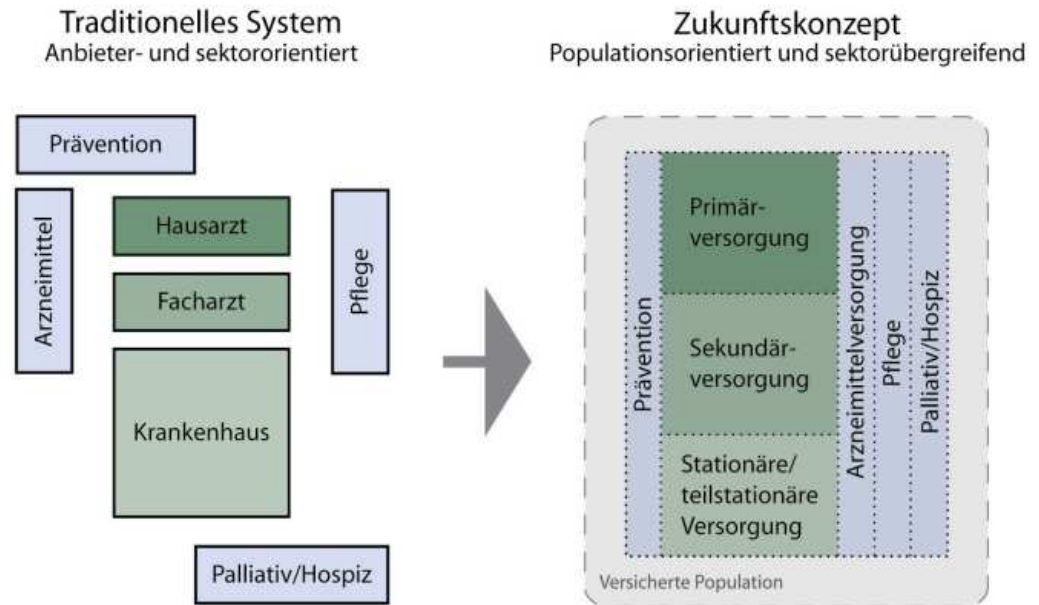 Traditionelles System
Anbieter- und sektororientiert
Prävention
Arzneimittel
Hausarzt
Facharzt
Krankenhaus
Pflege
Palliativ/Hospiz
Zukunftskonzept
Populationsorientiert und sektorübergreifend
Prävention
Primär-
versorgung
Sekundär-
versorgung
Stationäre/
teilstationäre
Versorgung
Arzneimittelversorgung
Pflege
Palliativ/Hospiz
Versicherte Population